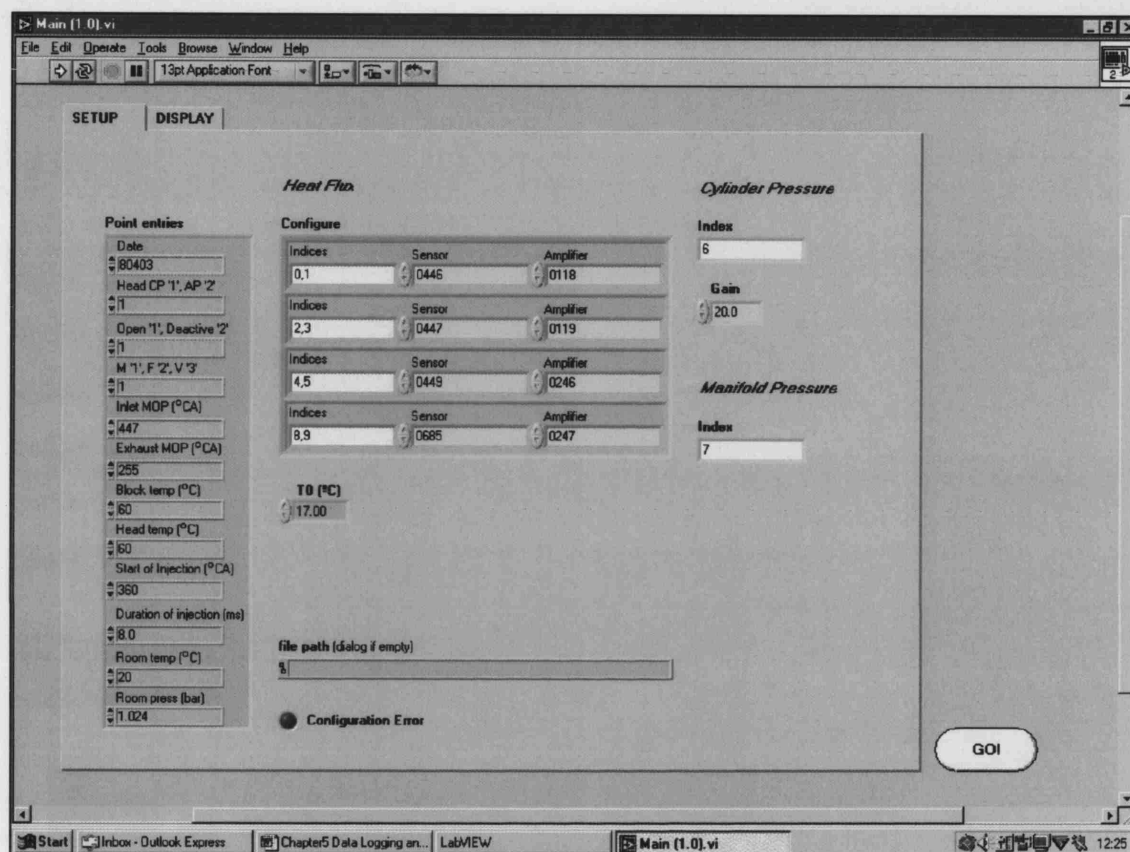 Main (1.0).vi
File Edit Operate Tools Browse Window Help
13pt Application Font
2
SETUP DISPLAY
Heat Flux
Cylinder Pressure
Point entries
Date
80403
Head CP '1', AP '2'
1
Open '1', Deactive '2'
1
M '1', F '2', V '3'
1
Inlet MOP (°CA)
447
Exhaust MOP (°CA)
255
Block temp (°C)
60
Head temp (°C)
60
Start of Injection (°CA)
360
Duration of injection (ms)
8.0
Room temp (°C)
20
Room press (bar)
1.024
Configure
Indices Sensor Amplifier
0,1 0446 0118
Indices Sensor Amplifier
2,3 0447 0119
Indices Sensor Amplifier
4,5 0449 0246
Indices Sensor Amplifier
8,9 0685 0247
T0 (ºC)
17.00
file path (dialog if empty)
Configuration Error
Index
6
Gain
20.0
Manifold Pressure
Index
7
GO!
Start Inbox - Outlook Express Chapter5 Data Logging an... LabVIEW Main (1.0).vi 12:25